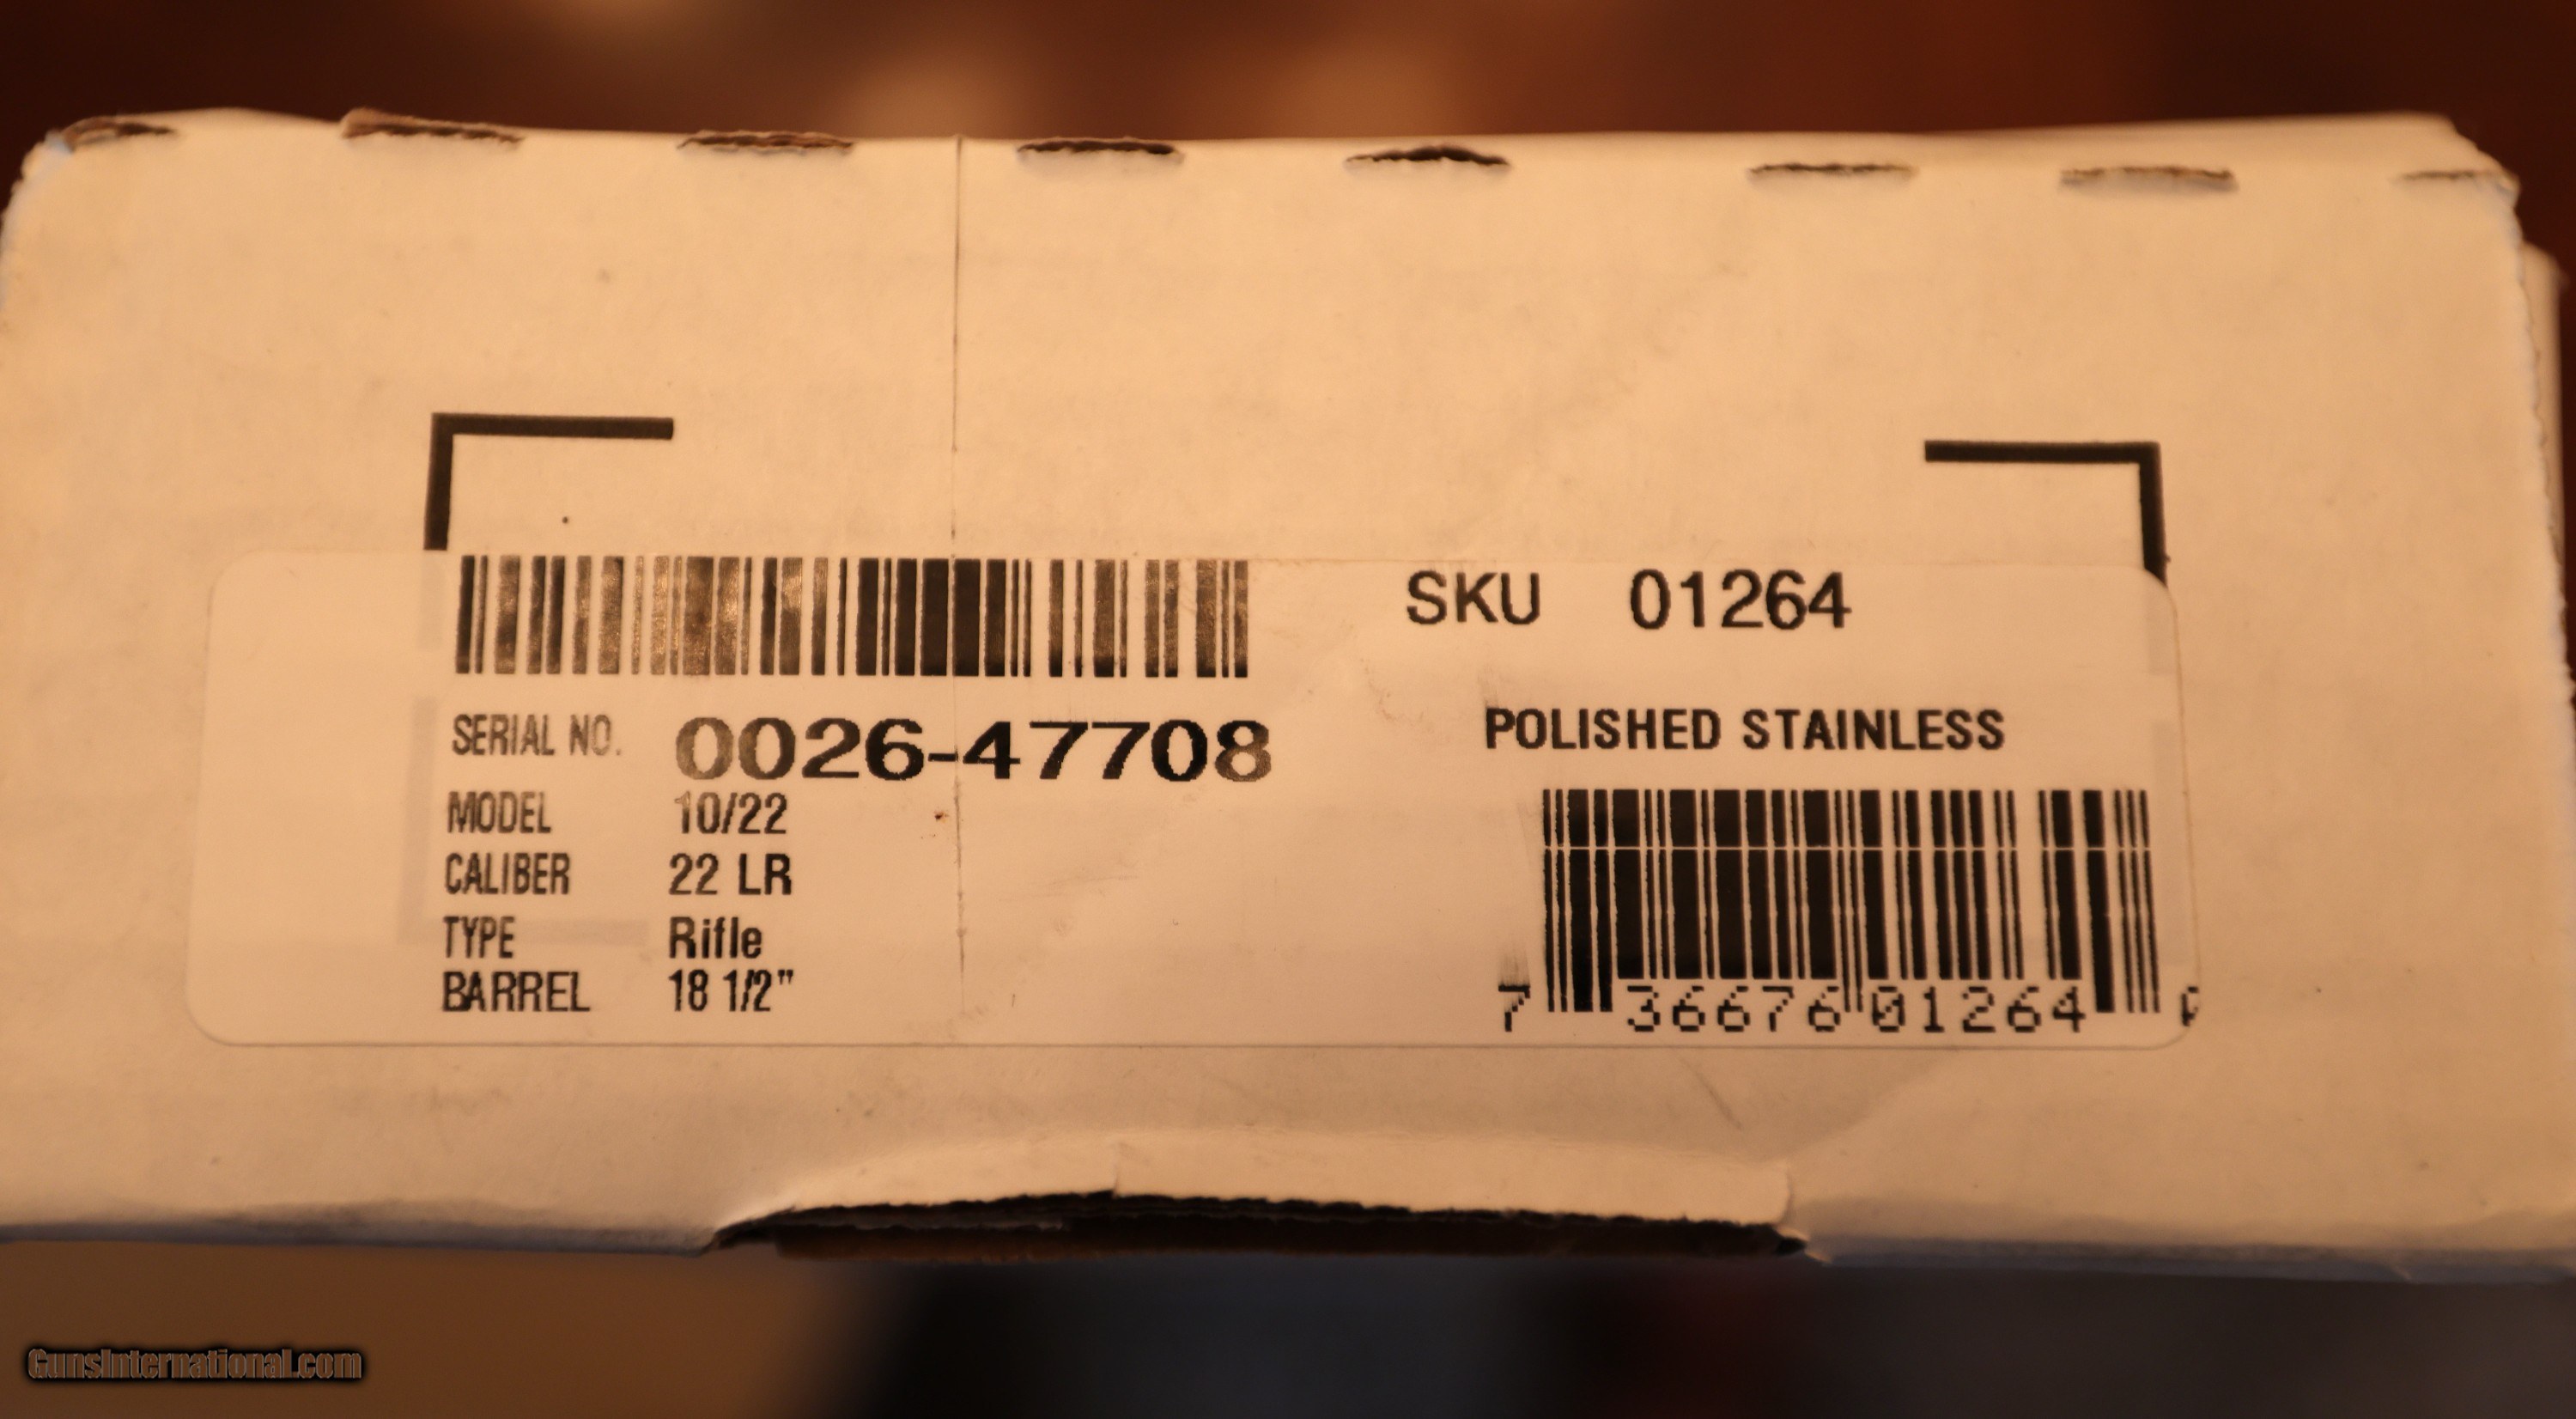 SKU 01264
SERIAL NO. 0026-47708
POLISHED STAINLESS
MODEL 10/22
CALIBER 22 LR
TYPE Rifle
BARREL 18 1/2"
7 36676 01264
GunsInternational.com